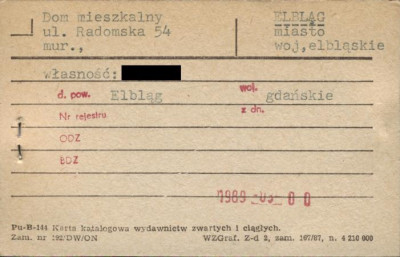 Dom mieszkalny
ul. Radomska 54
mur.,
ELBLĄG
miasto
woj,elbląskie
własność:
d. pow. Elbląg woj. gdańskie
Nr rejestru z dn.
ODZ
BDZ
1989
Pu-B-144 Karta katalogowa wydawnictw zwartych i ciągłych.
Zam. nr /DW/ON WZGraf. Z-d 2, zam. 167/87, n. 4 210 000